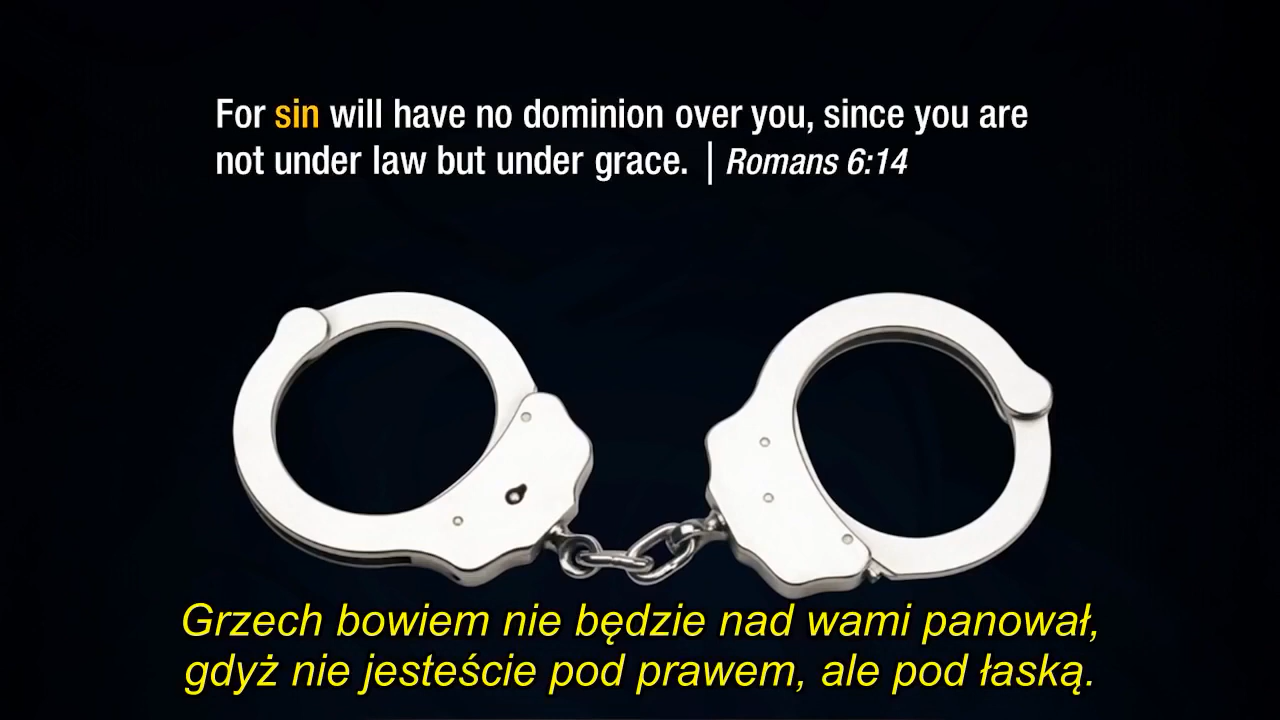 For sin will have no dominion over you, since you are
not under law but under grace. | Romans 6:14
Grzech bowiem nie będzie nad wami panował,
gdyż nie jesteście pod prawem, ale pod łaską.